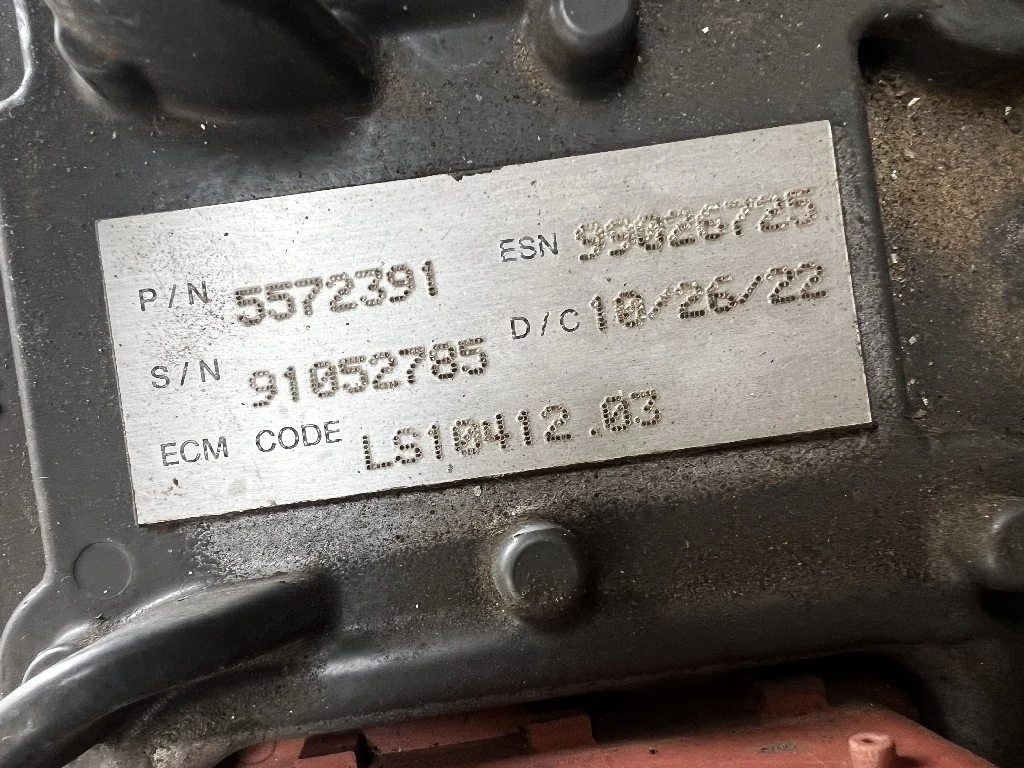 P/N 5572391 ESN 99026725
S/N 91052785 D/C 10/26/22
ECM CODE LS10412.03